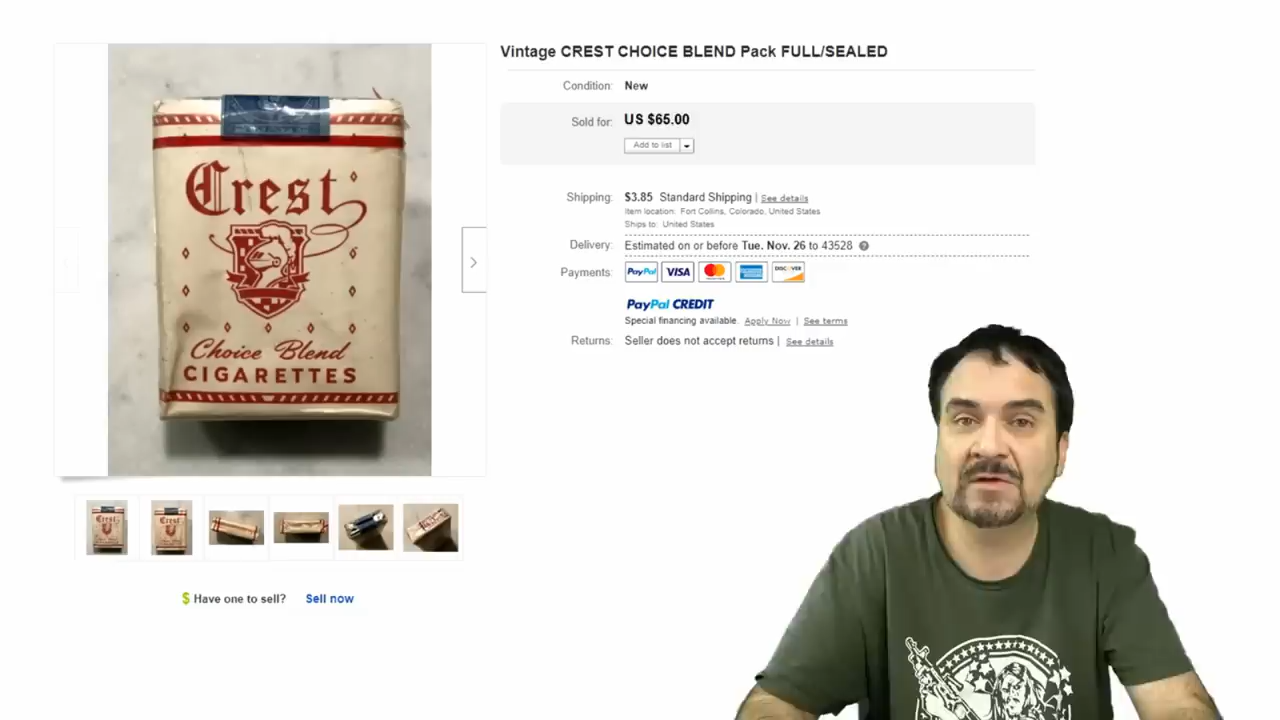 Vintage CREST CHOICE BLEND Pack FULL/SEALED
Condition: New
Sold for: US $65.00
Add to list
Shipping: $3.85 Standard Shipping | See details
Item location: Fort Collins, Colorado, United States
Ships to: United States
Delivery: Estimated on or before Tue. Nov. 26 to 43528
Payments: PayPal VISA MasterCard DISCOVER
PayPal CREDIT
Special financing available. Apply Now | See terms
Returns: Seller does not accept returns | See details
Crest
Choice Blend
CIGARETTES
$ Have one to sell? Sell now